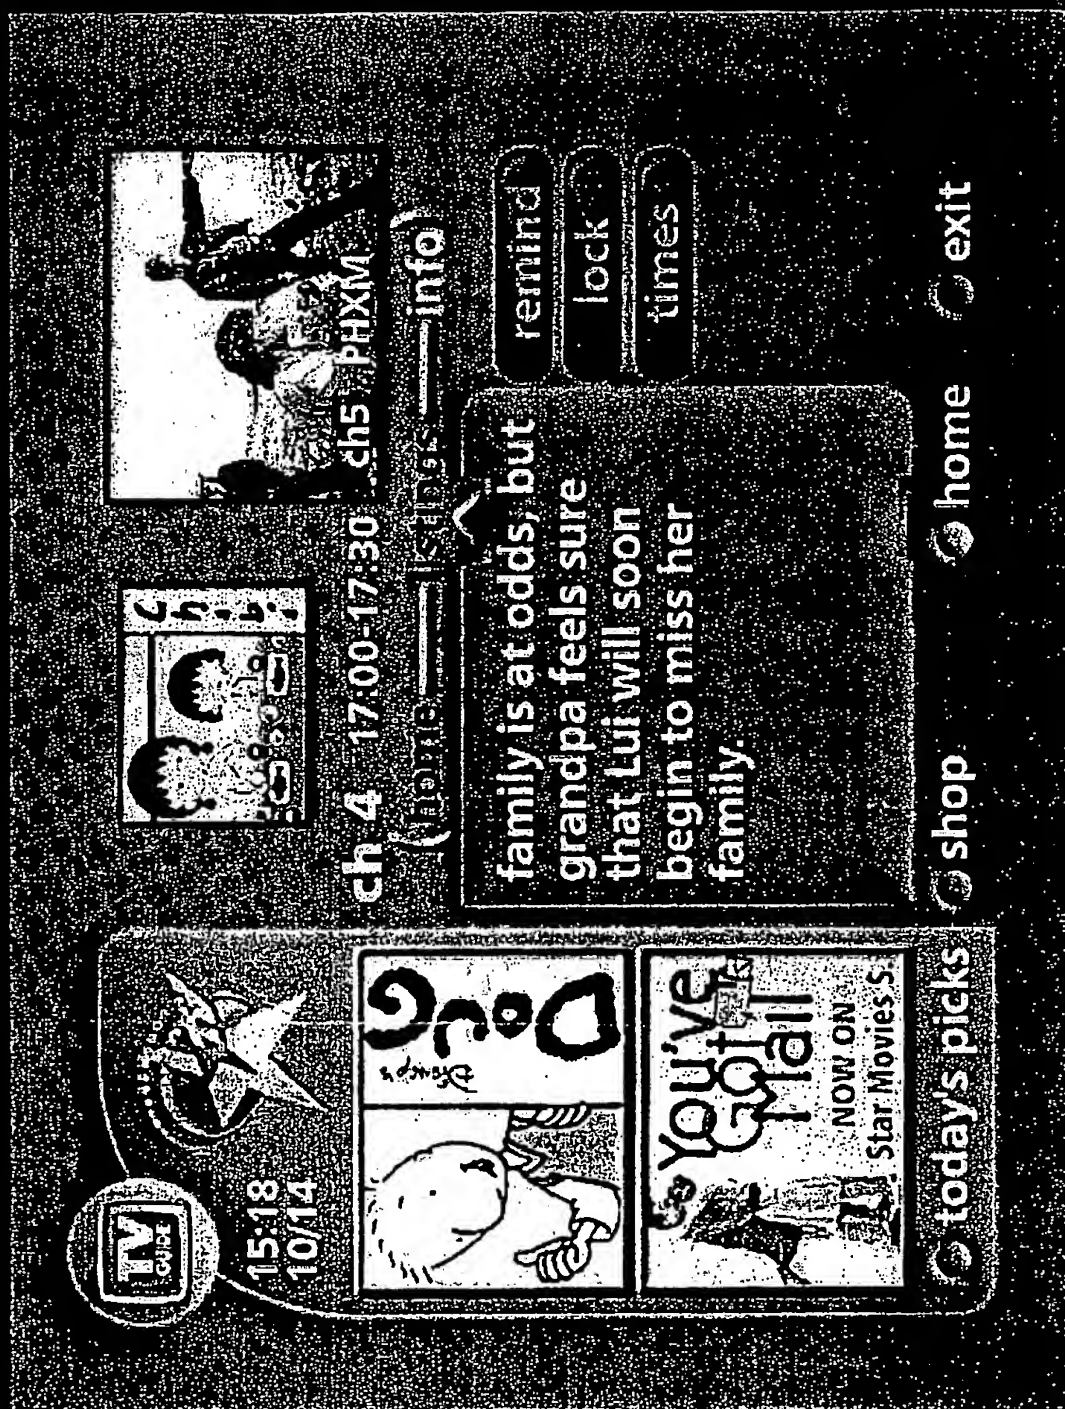 TV
GUIDE
15:18
10/14
DouG
You've
Got
Mail
NOW ON
Star Movies S
today's picks
ch 4 17:00-17:30
ch5 PHXM
home
listings
info
family is at odds, but
grandpa feels sure
that Lui will soon
begin to miss her
family.
remind
lock
times
shop
home
exit